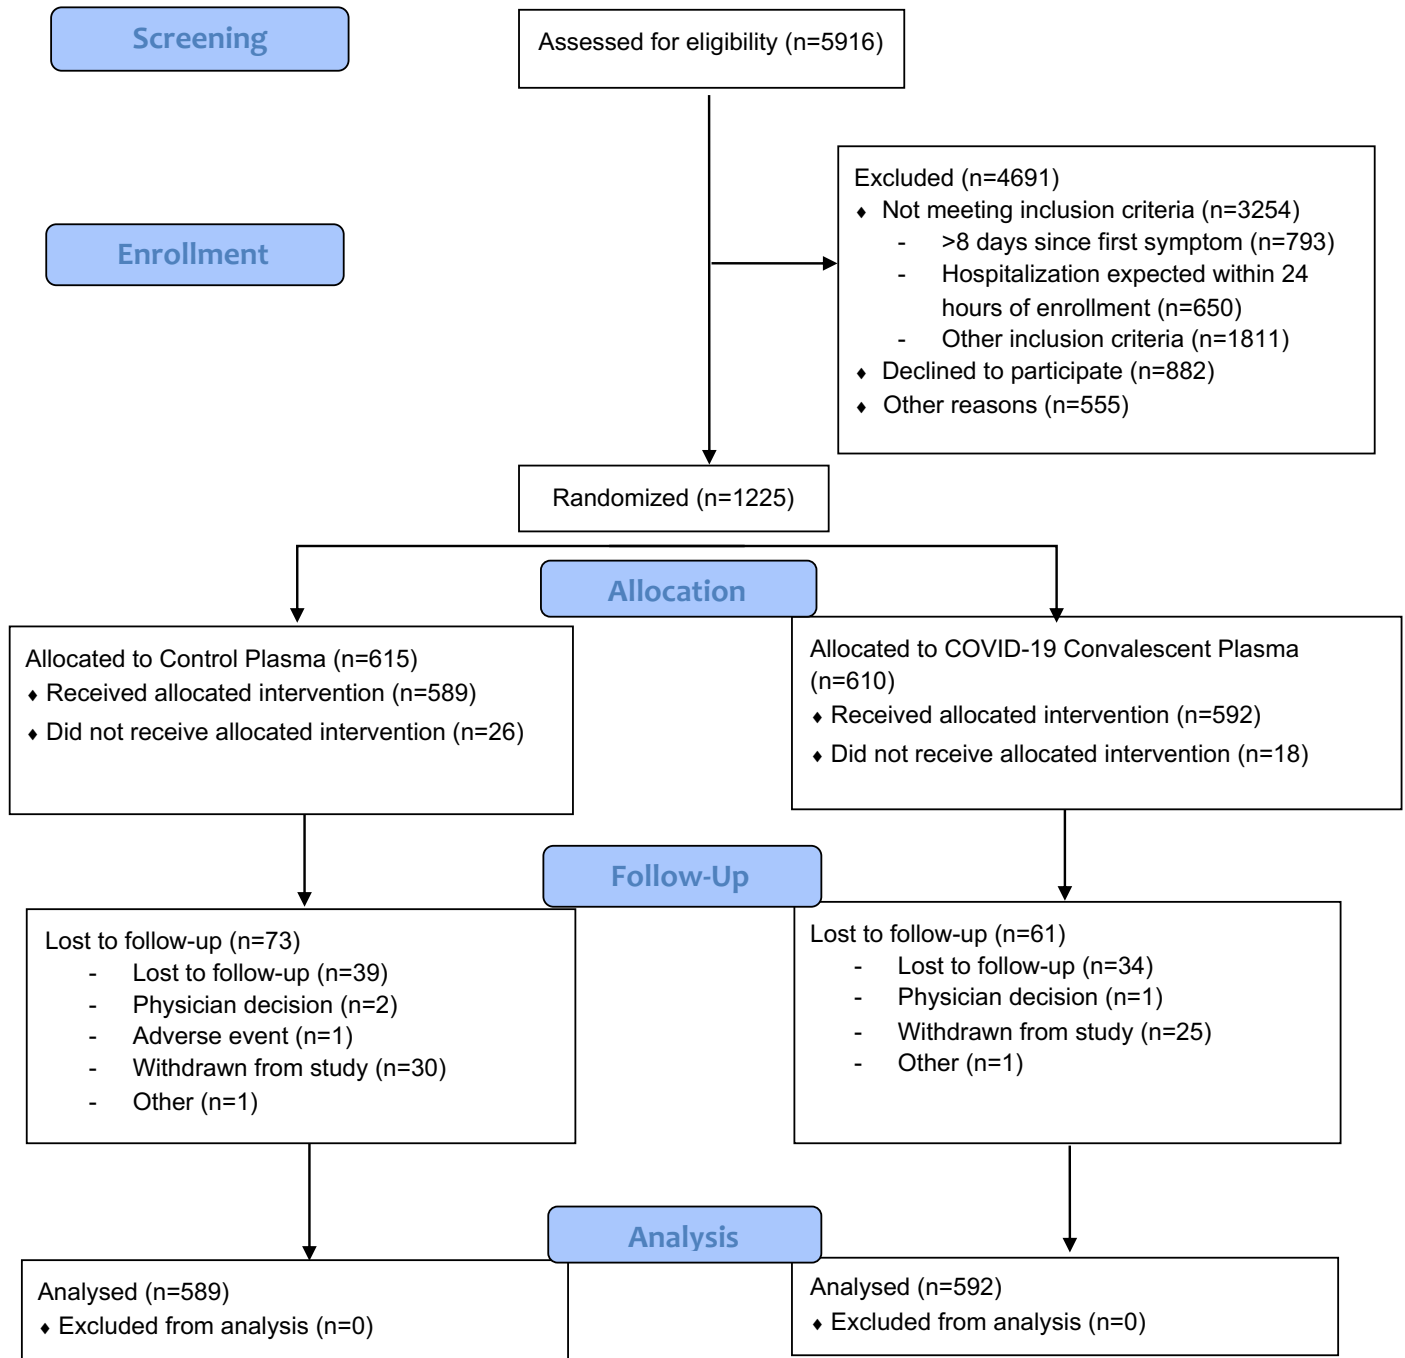 Screening
Assessed for eligibility (n=5916)
Enrollment
Excluded (n=4691)
♦ Not meeting inclusion criteria (n=3254)
- >8 days since first symptom (n=793)
- Hospitalization expected within 24
hours of enrollment (n=650)
- Other inclusion criteria (n=1811)
♦ Declined to participate (n=882)
♦ Other reasons (n=555)
Randomized (n=1225)
Allocation
Allocated to Control Plasma (n=615)
♦ Received allocated intervention (n=589)
♦ Did not receive allocated intervention (n=26)
Allocated to COVID-19 Convalescent Plasma
(n=610)
♦ Received allocated intervention (n=592)
♦ Did not receive allocated intervention (n=18)
Follow-Up
Lost to follow-up (n=73)
- Lost to follow-up (n=39)
- Physician decision (n=2)
- Adverse event (n=1)
- Withdrawn from study (n=30)
- Other (n=1)
Lost to follow-up (n=61)
- Lost to follow-up (n=34)
- Physician decision (n=1)
- Withdrawn from study (n=25)
- Other (n=1)
Analysis
Analysed (n=589)
♦ Excluded from analysis (n=0)
Analysed (n=592)
♦ Excluded from analysis (n=0)